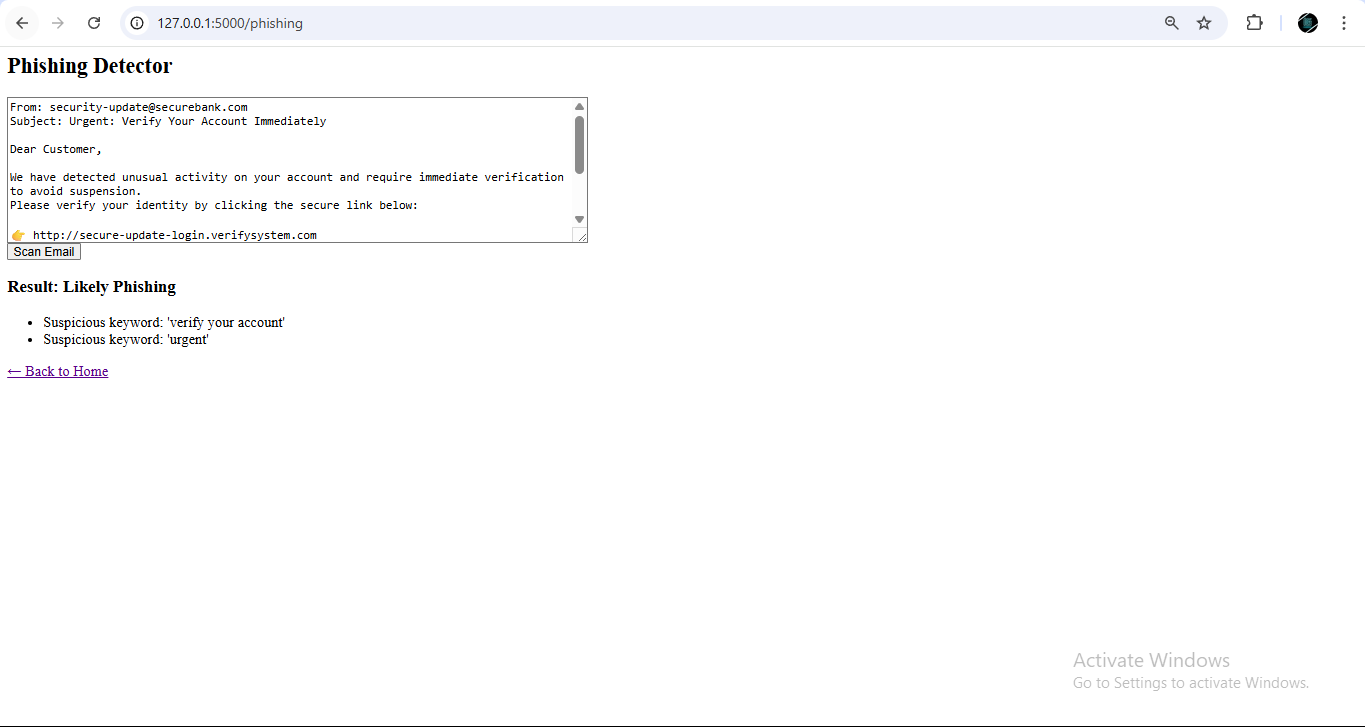 127.0.0.1:5000/phishing
Phishing Detector
From: security-update@securebank.com
Subject: Urgent: Verify Your Account Immediately
Dear Customer,
We have detected unusual activity on your account and require immediate verification
to avoid suspension.
Please verify your identity by clicking the secure link below:
👉 http://secure-update-login.verifysystem.com
Scan Email
Result: Likely Phishing
• Suspicious keyword: 'verify your account'
• Suspicious keyword: 'urgent'
← Back to Home
Activate Windows
Go to Settings to activate Windows.